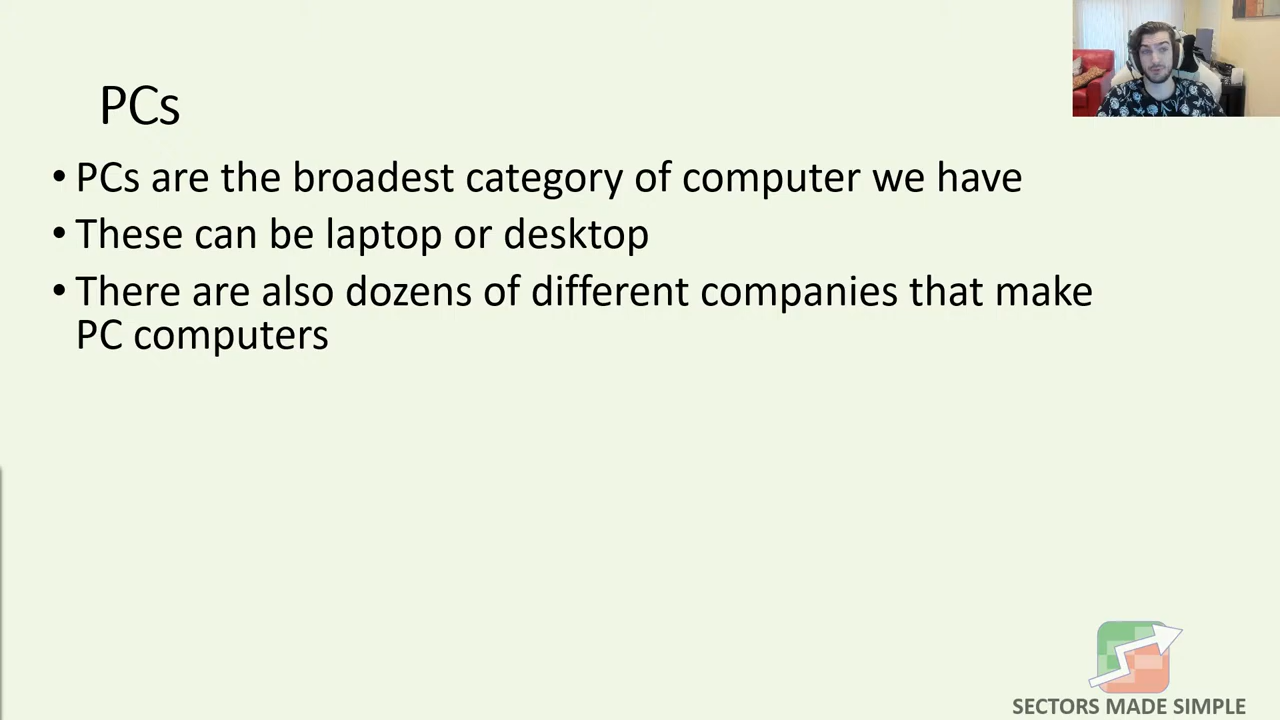 PCs
• PCs are the broadest category of computer we have
• These can be laptop or desktop
• There are also dozens of different companies that make
PC computers
SECTORS MADE SIMPLE